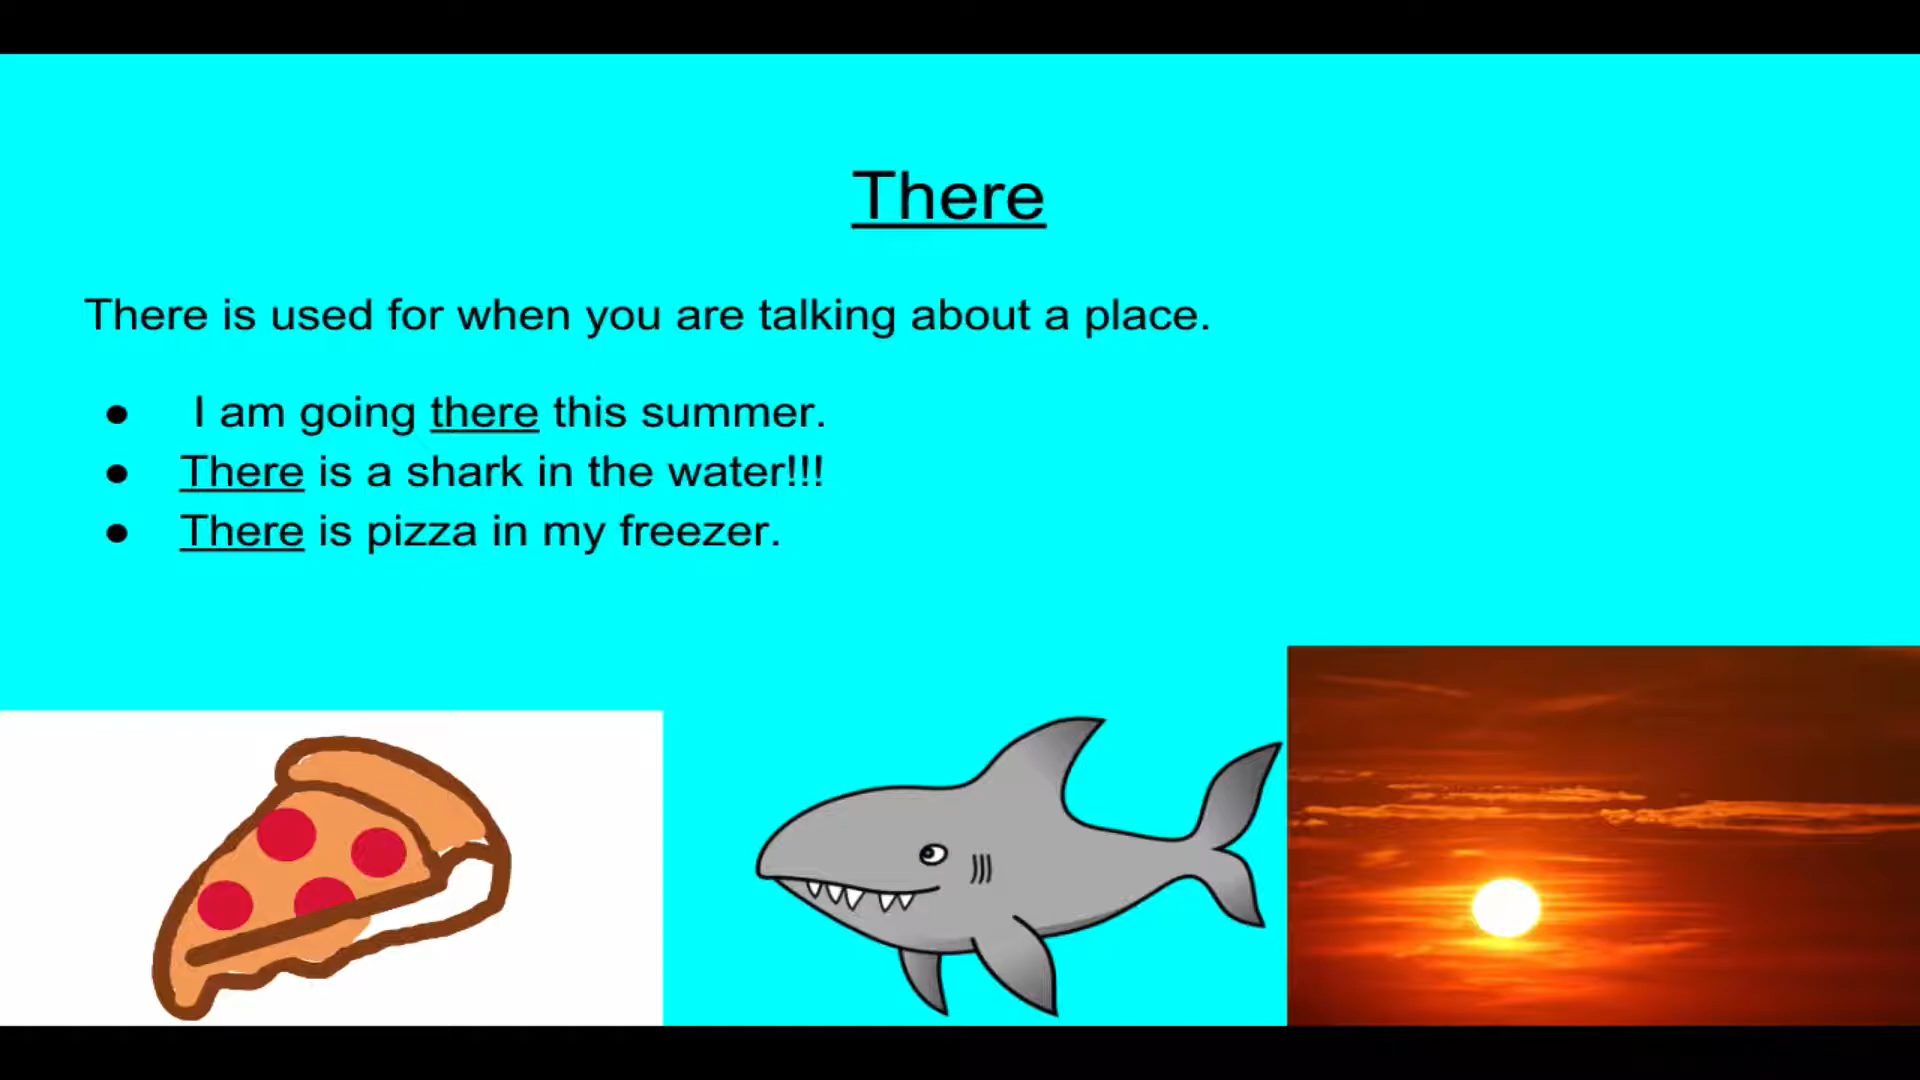 There
There is used for when you are talking about a place.
● I am going there this summer.
● There is a shark in the water!!!
● There is pizza in my freezer.